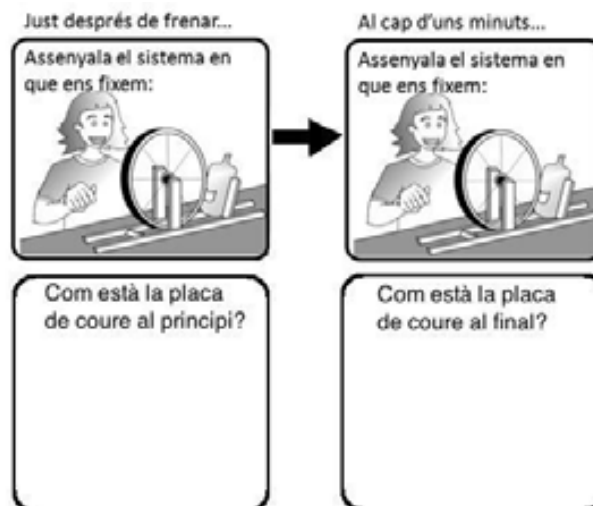 Just després de frenar...
Assenyala el sistema en
que ens fixem:
Al cap d'uns minuts...
Assenyala el sistema en
que ens fixem:
Com està la placa
de coure al principi?
Com està la placa
de coure al final?